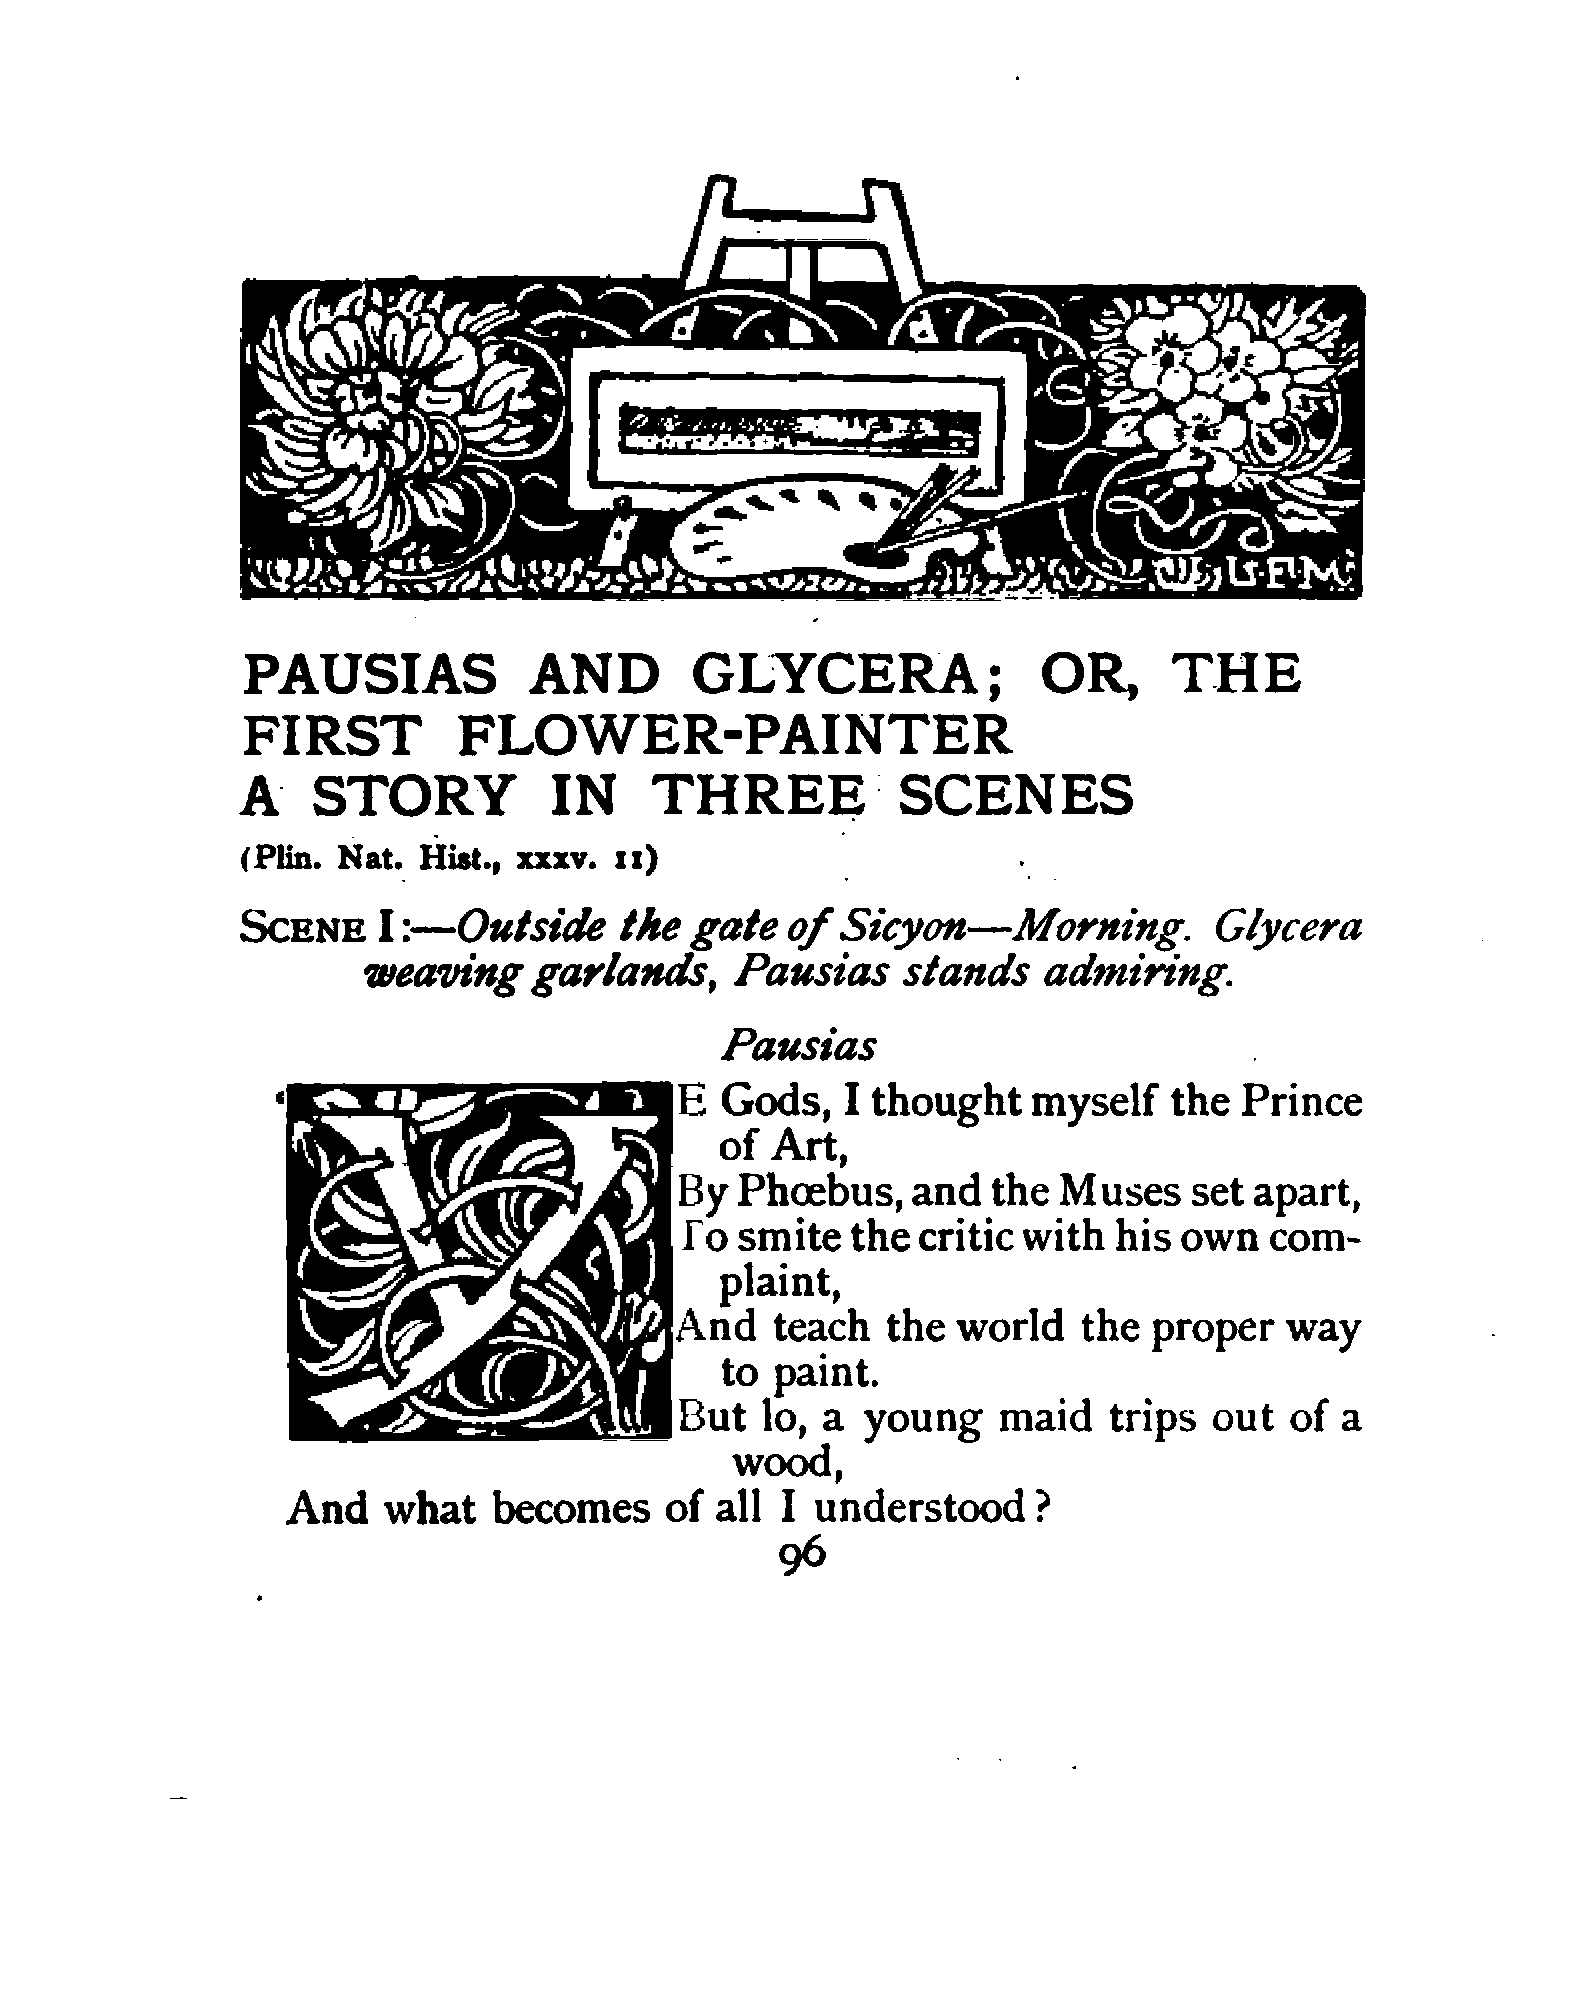 L.F.M.
PAUSIAS AND GLYCERA; OR, THE
FIRST FLOWER-PAINTER
A STORY IN THREE SCENES
(Plin. Nat. Hist., xxxv. 11)
SCENE I:—Outside the gate of Sicyon—Morning. Glycera
weaving garlands, Pausias stands admiring.
Pausias
‘YE Gods, I thought myself the Prince
of Art,
By Phœbus, and the Muses set apart,
To smite the critic with his own com-
plaint,
And teach the world the proper way
to paint.
But lo, a young maid trips out of a
wood,
And what becomes of all I understood?
96